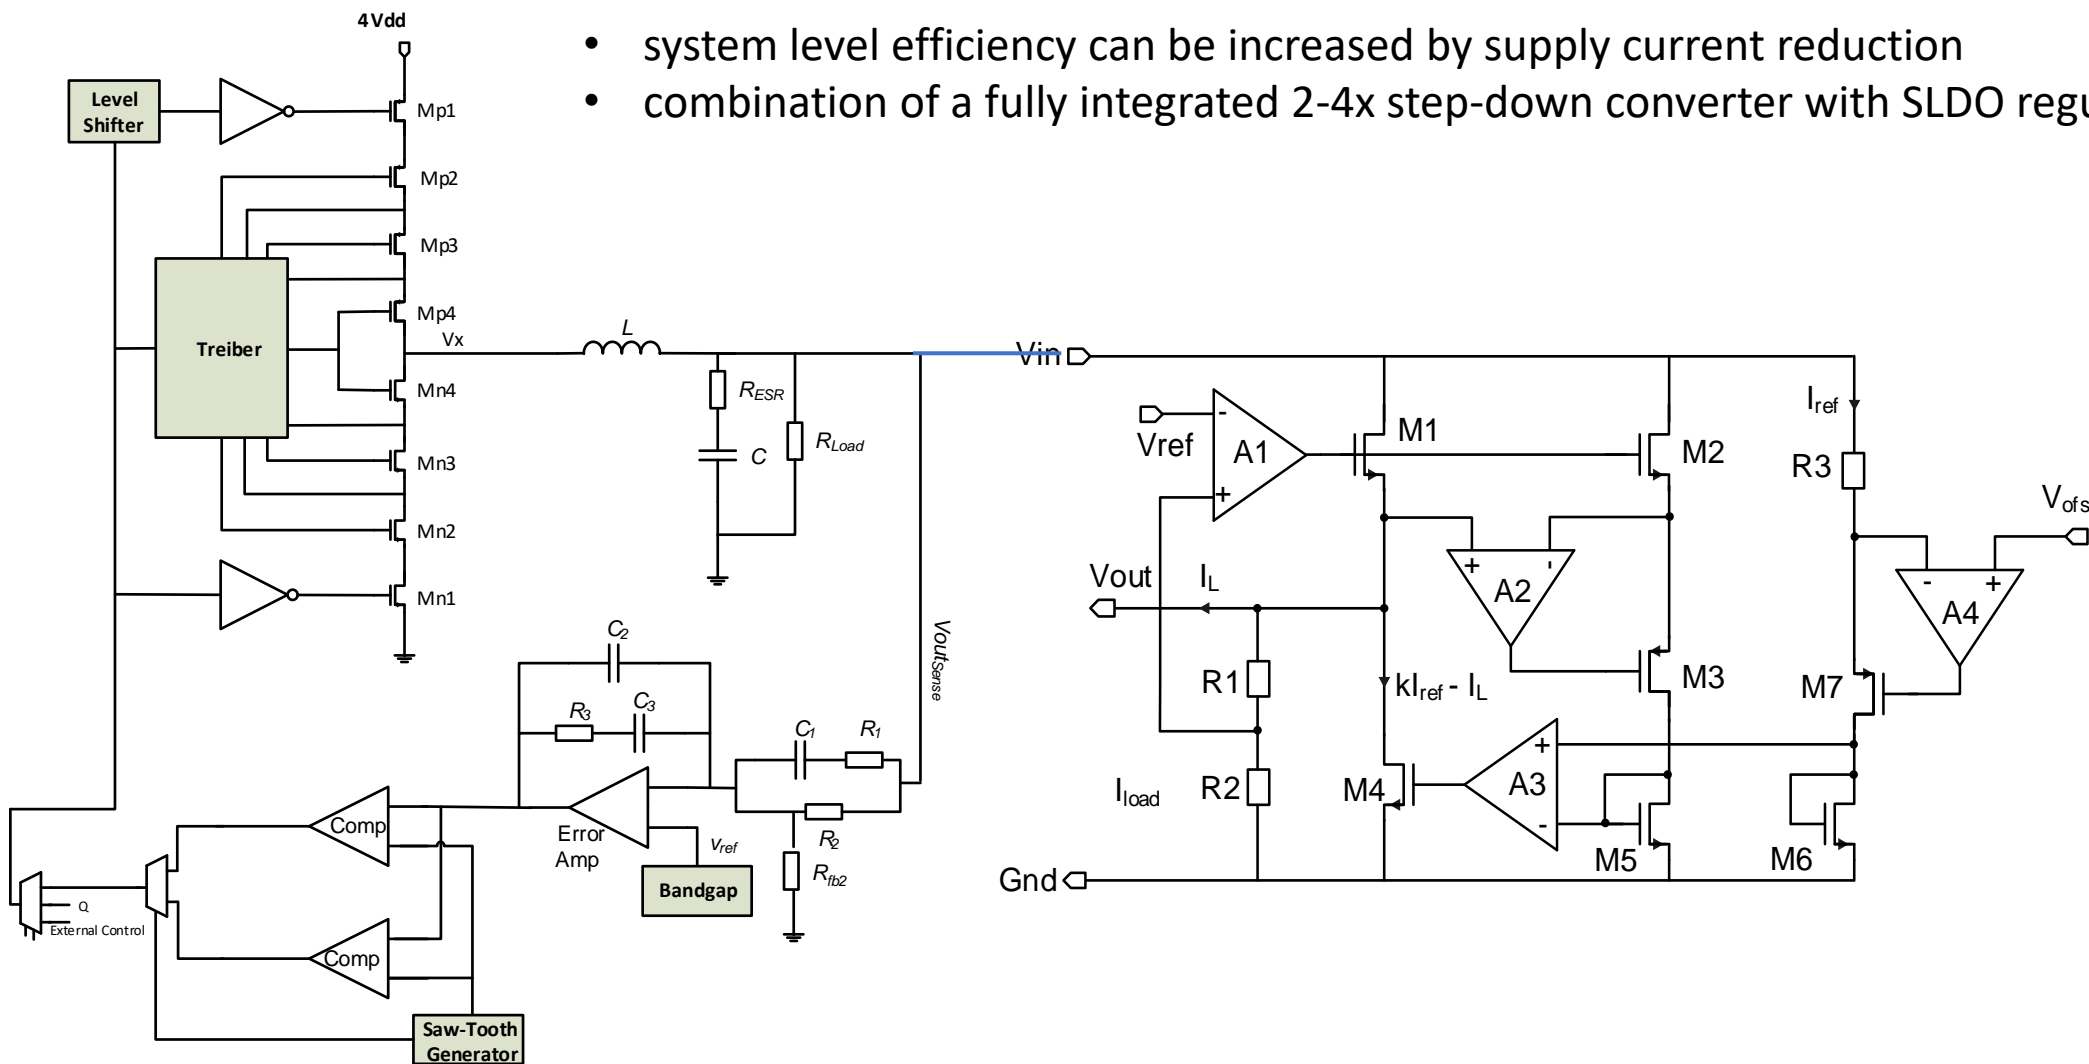 • system level efficiency can be increased by supply current reduction
• combination of a fully integrated 2-4x step-down converter with SLDO regu
4Vdd
Level
Shifter
Mp1
Mp2
Mp3
Mp4
Treiber
Vx
L
Mn4
Mn3
Mn2
Mn1
R_ESR
C
R_Load
Vin
Vref
-
+
A1
M1
M2
I_ref
R3
V_ofs
+
-
A2
-
+
A4
Vout
I_L
R1
kI_ref - I_L
M3
M7
I_load
R2
M4
+
-
A3
M5
M6
Gnd
Vout_Sense
C_2
R_3
C_3
C_1
R_1
R_2
R_fb2
Error
Amp
V_ref
Bandgap
Comp
Comp
Q
External Control
Saw-Tooth
Generator